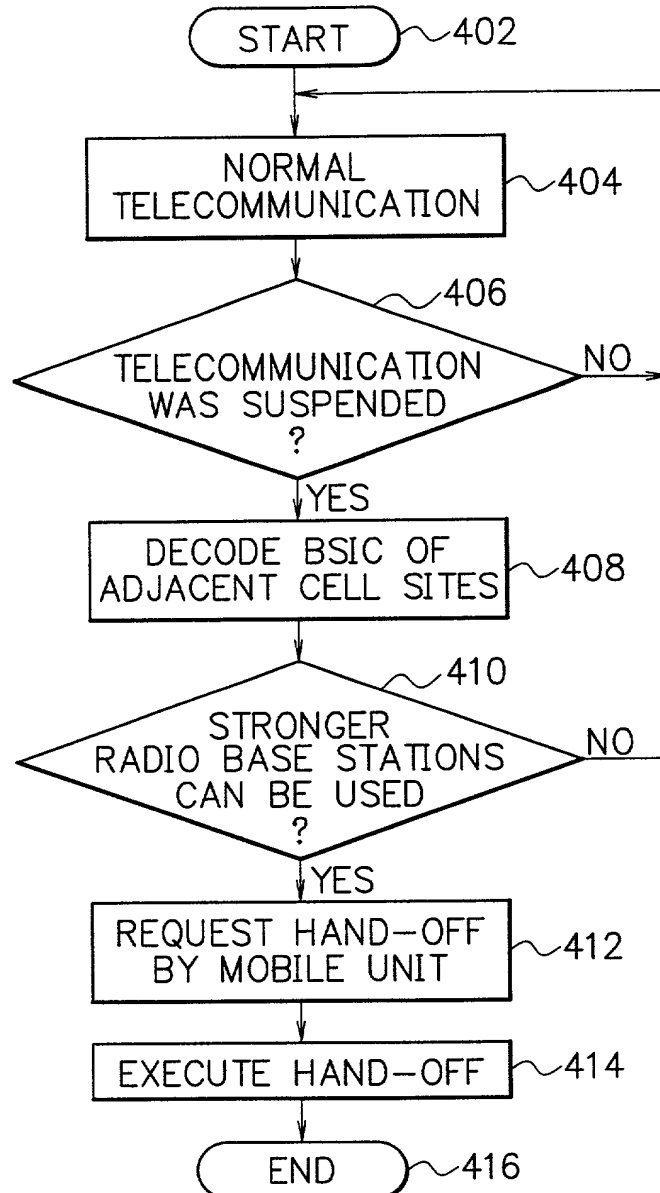 START
402
NORMAL
TELECOMMUNICATION
404
406
TELECOMMUNICATION
WAS SUSPENDED
?
NO
YES
DECODE BSIC OF
ADJACENT CELL SITES
408
410
STRONGER
RADIO BASE STATIONS
CAN BE USED
?
NO
YES
REQUEST HAND-OFF
BY MOBILE UNIT
412
EXECUTE HAND-OFF
414
END
416